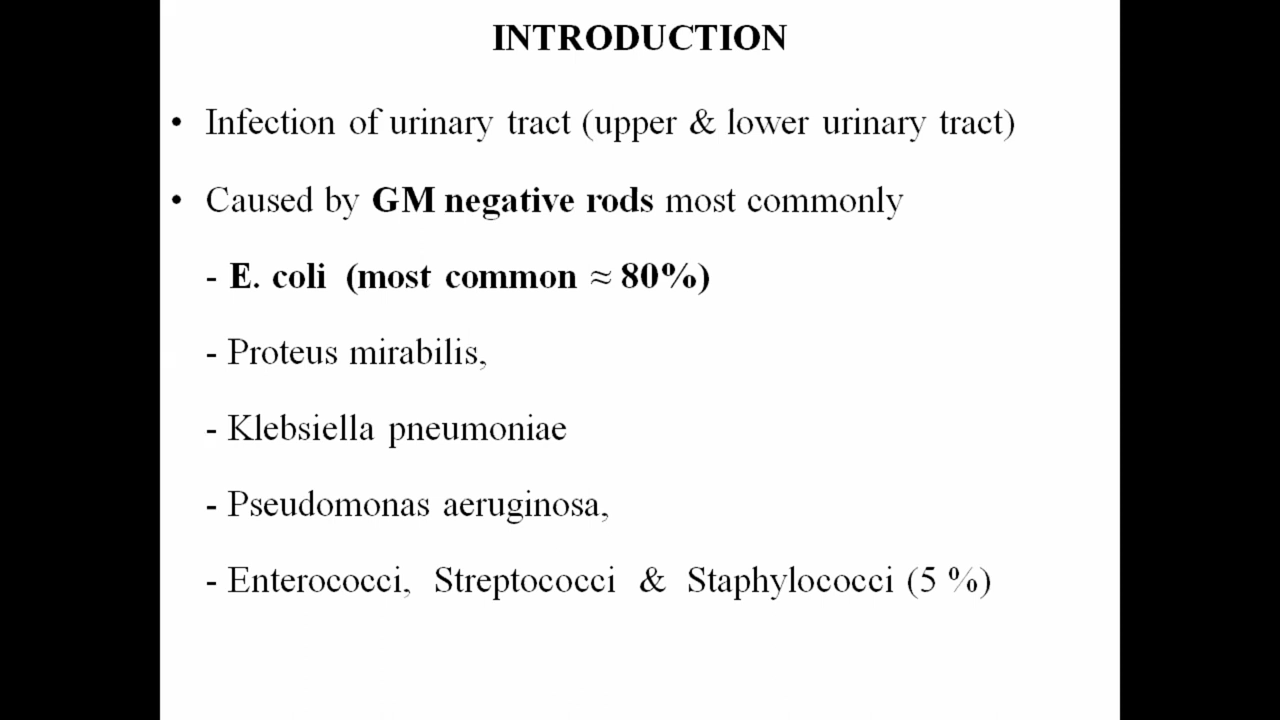 INTRODUCTION
• Infection of urinary tract (upper & lower urinary tract)
• Caused by GM negative rods most commonly
- E. coli (most common ≈ 80%)
- Proteus mirabilis,
- Klebsiella pneumoniae
- Pseudomonas aeruginosa,
- Enterococci, Streptococci & Staphylococci (5 %)